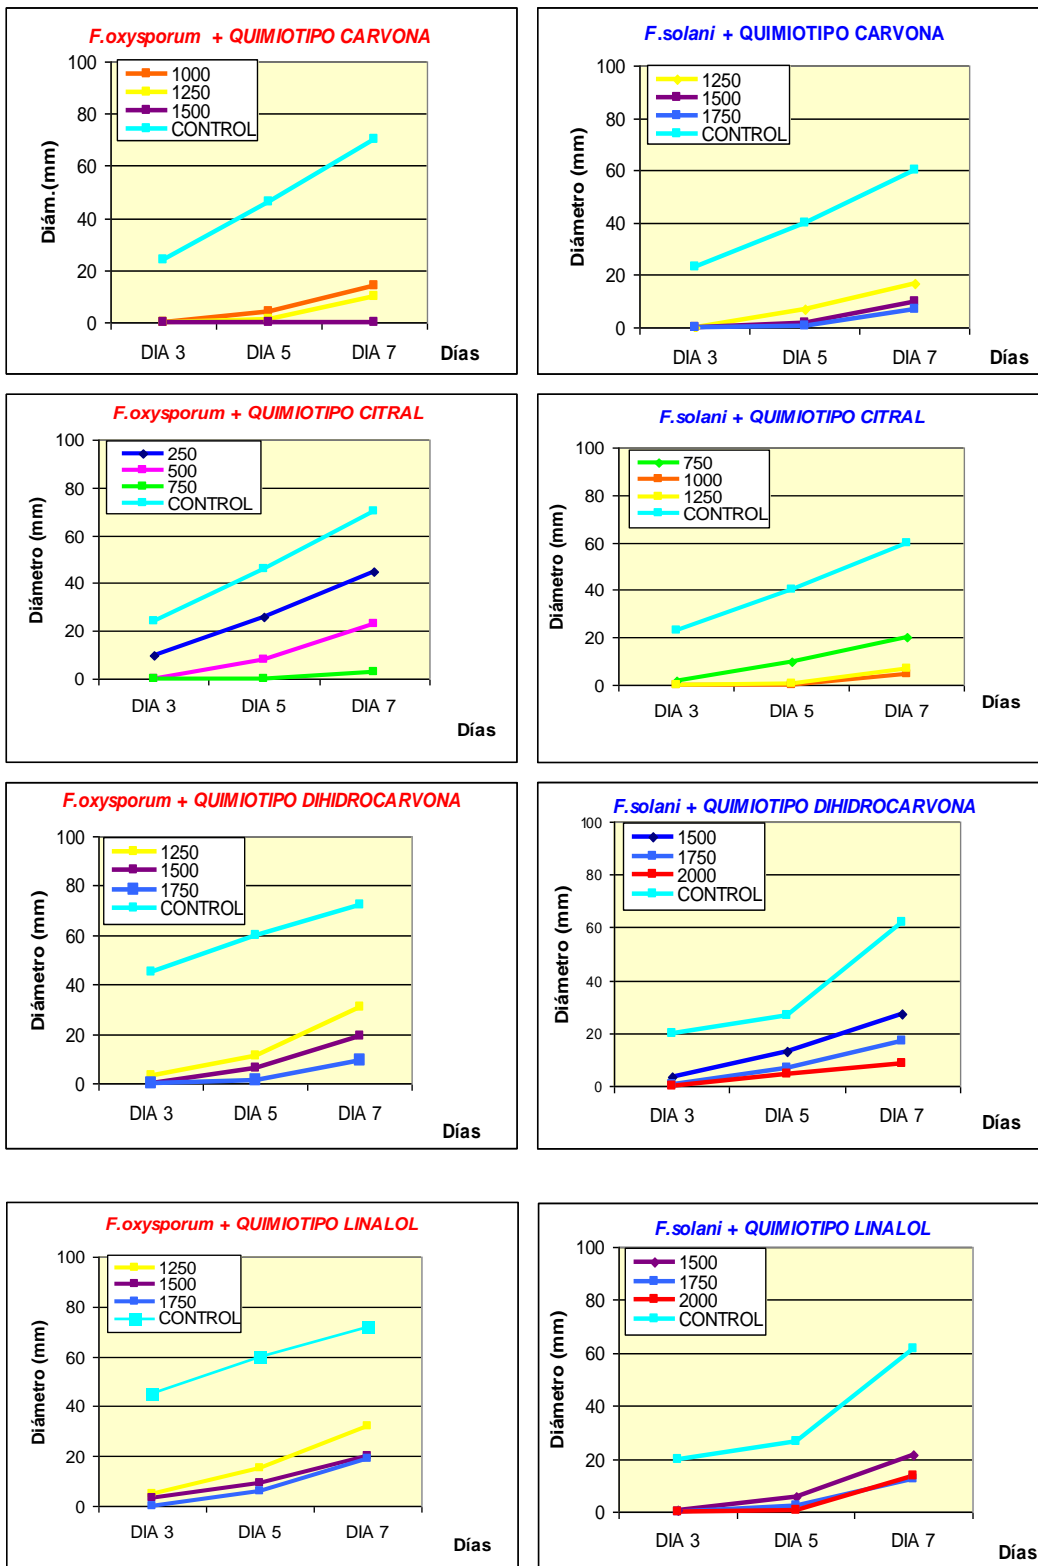 F.oxysporum + QUIMIOTIPO CARVONA
100
80
60
40
20
0
Diám.(mm)
1000
1250
1500
CONTROL
DIA 3 DIA 5 DIA 7 Días
F.solani + QUIMIOTIPO CARVONA
100
80
60
40
20
0
Diámetro (mm)
1250
1500
1750
CONTROL
DIA 3 DIA 5 DIA 7 Días
F.oxysporum + QUIMIOTIPO CITRAL
100
80
60
40
20
0
Diámetro (mm)
250
500
750
CONTROL
DIA 3 DIA 5 DIA 7
Días
F.solani + QUIMIOTIPO CITRAL
100
80
60
40
20
0
Diámetro (mm)
750
1000
1250
CONTROL
DIA 3 DIA 5 DIA 7 Días
F.oxysporum + QUIMIOTIPO DIHIDROCARVONA
100
80
60
40
20
0
Diámetro (mm)
1250
1500
1750
CONTROL
DIA 3 DIA 5 DIA 7
Días
F.solani + QUIMIOTIPO DIHIDROCARVONA
100
80
60
40
20
0
Diámetro (mm)
1500
1750
2000
CONTROL
DIA 3 DIA 5 DIA 7
Días
F.oxysporum + QUIMIOTIPO LINALOL
100
80
60
40
20
0
Diámetro (mm)
1250
1500
1750
CONTROL
DIA 3 DIA 5 DIA 7
Días
F.solani + QUIMIOTIPO LINALOL
100
80
60
40
20
0
Diámetro (mm)
1500
1750
2000
CONTROL
DIA 3 DIA 5 DIA 7
Días